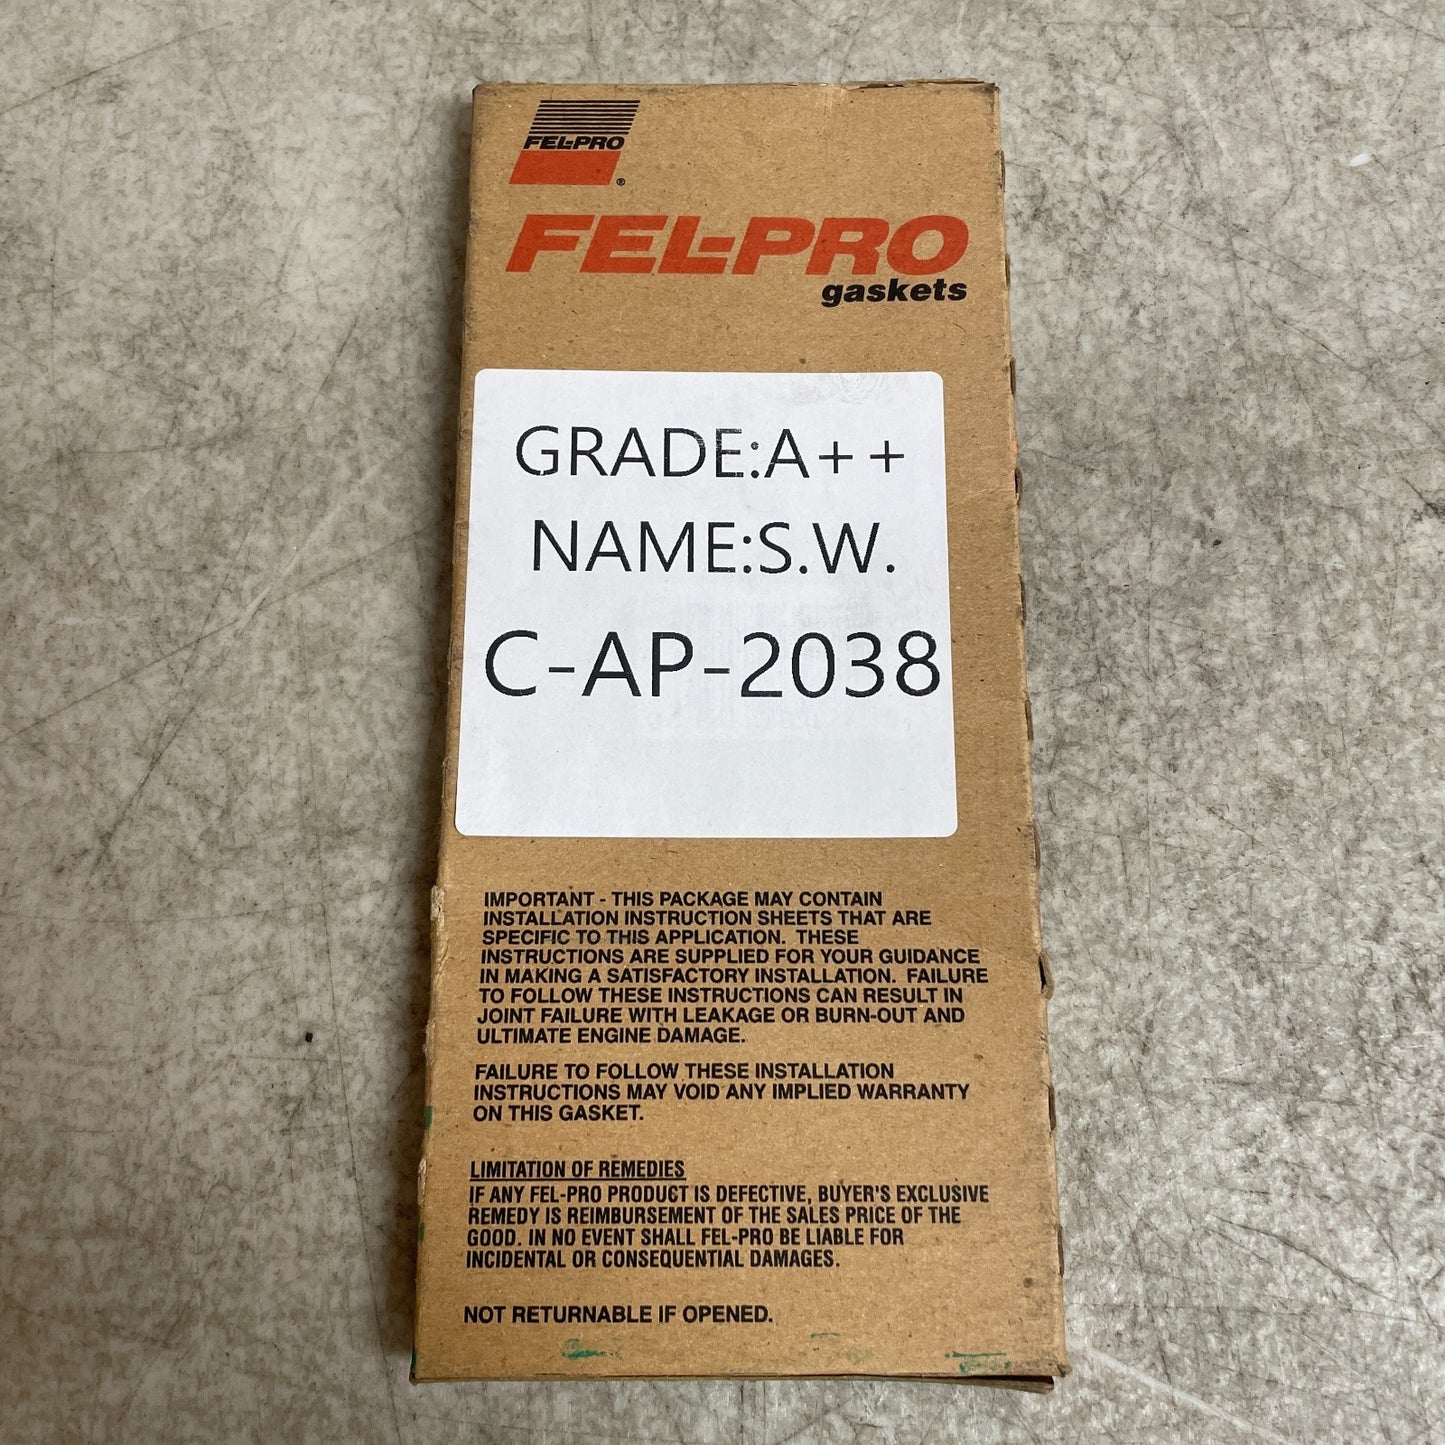 FEL-PRO
®
FEL-PRO
gaskets
GRADE:A++
NAME:S.W.
C-AP-2038
IMPORTANT - THIS PACKAGE MAY CONTAIN
INSTALLATION INSTRUCTION SHEETS THAT ARE
SPECIFIC TO THIS APPLICATION. THESE
INSTRUCTIONS ARE SUPPLIED FOR YOUR GUIDANCE
IN MAKING A SATISFACTORY INSTALLATION. FAILURE
TO FOLLOW THESE INSTRUCTIONS CAN RESULT IN
JOINT FAILURE WITH LEAKAGE OR BURN-OUT AND
ULTIMATE ENGINE DAMAGE.
FAILURE TO FOLLOW THESE INSTALLATION
INSTRUCTIONS MAY VOID ANY IMPLIED WARRANTY
ON THIS GASKET.
LIMITATION OF REMEDIES
IF ANY FEL-PRO PRODUCT IS DEFECTIVE, BUYER'S EXCLUSIVE
REMEDY IS REIMBURSEMENT OF THE SALES PRICE OF THE
GOOD. IN NO EVENT SHALL FEL-PRO BE LIABLE FOR
INCIDENTAL OR CONSEQUENTIAL DAMAGES.
NOT RETURNABLE IF OPENED.